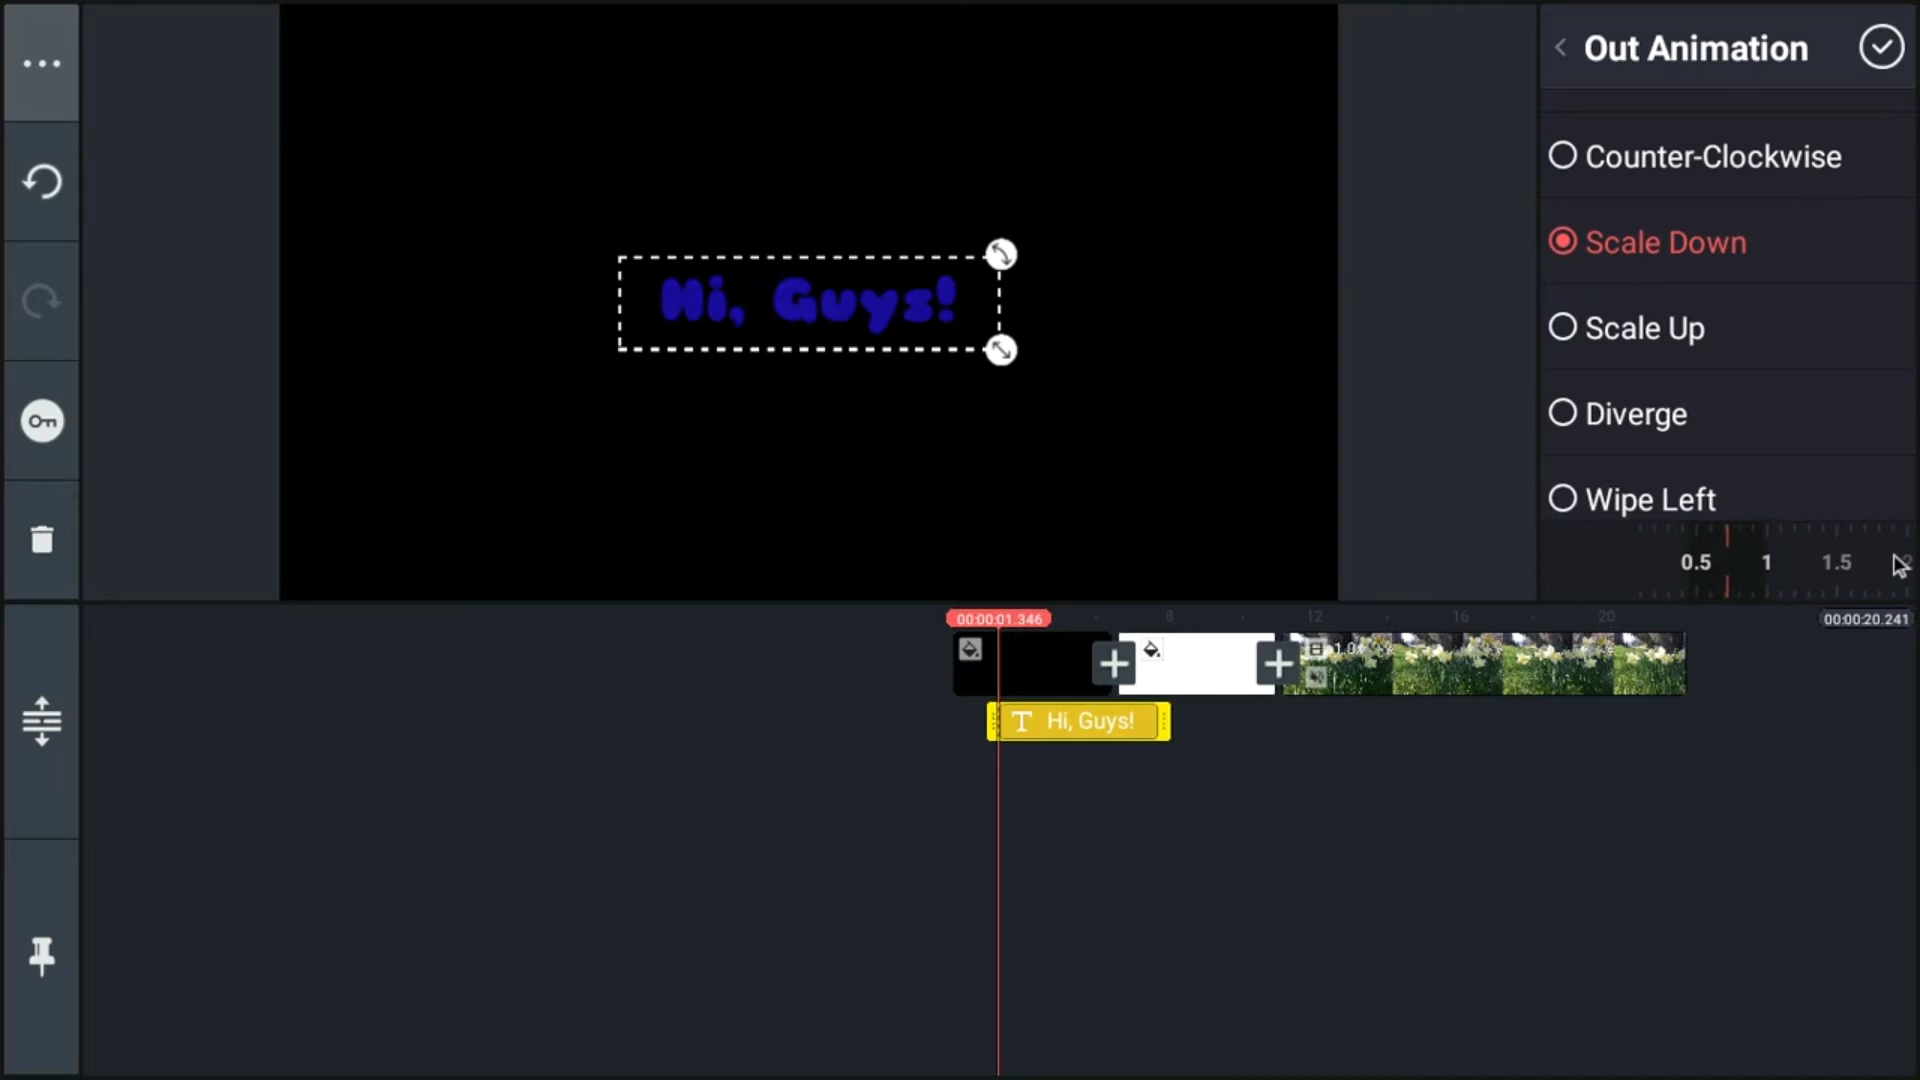 Out Animation
Counter-Clockwise
Scale Down
Hi, Guys!
Scale Up
Diverge
Wipe Left
0.5 1 1.5 2
00:00:01.346 8 12 16 20 00:00:20.241
Hi, Guys!